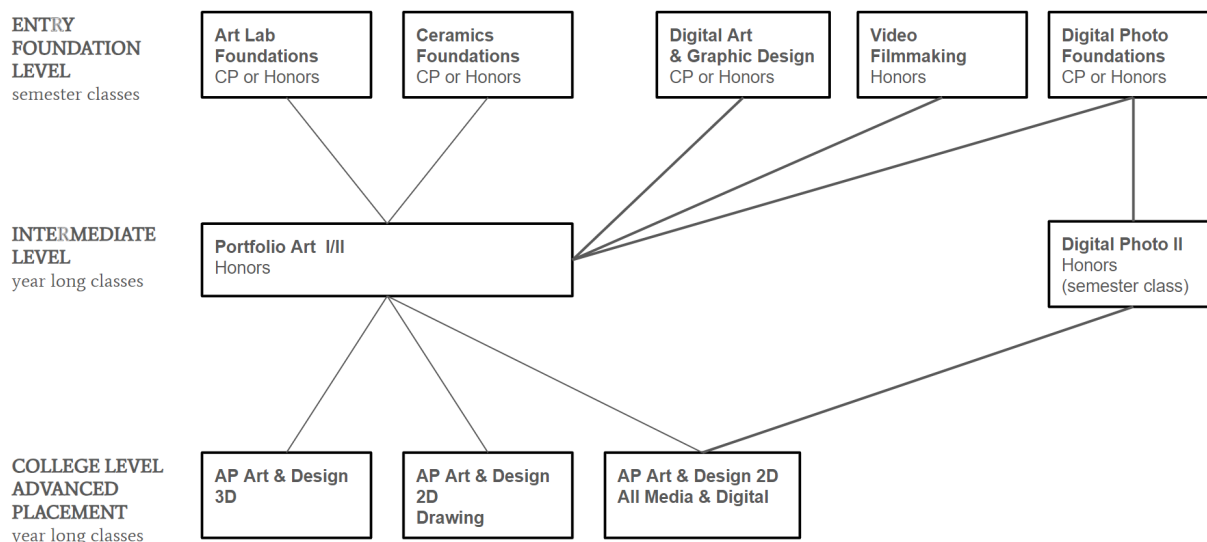 ENTRY
FOUNDATION
LEVEL
semester classes
Art Lab
Foundations
CP or Honors
Ceramics
Foundations
CP or Honors
Digital Art
& Graphic Design
CP or Honors
Video
Filmmaking
Honors
Digital Photo
Foundations
CP or Honors
INTERMEDIATE
LEVEL
year long classes
Portfolio Art I/II
Honors
Digital Photo II
Honors
(semester class)
COLLEGE LEVEL
ADVANCED
PLACEMENT
year long classes
AP Art & Design
3D
AP Art & Design
2D
Drawing
AP Art & Design 2D
All Media & Digital